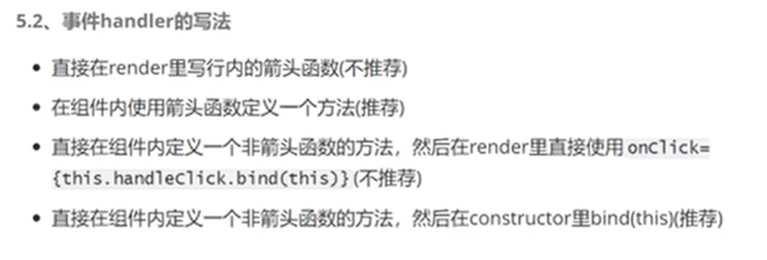 5.2、事件handler的写法
• 直接在render里写行内的箭头函数(不推荐)
• 在组件内使用箭头函数定义一个方法(推荐)
• 直接在组件内定义一个非箭头函数的方法，然后在render里直接使用onClick=
{this.handleClick.bind(this)}(不推荐)
• 直接在组件内定义一个非箭头函数的方法，然后在constructor里bind(this)(推荐)